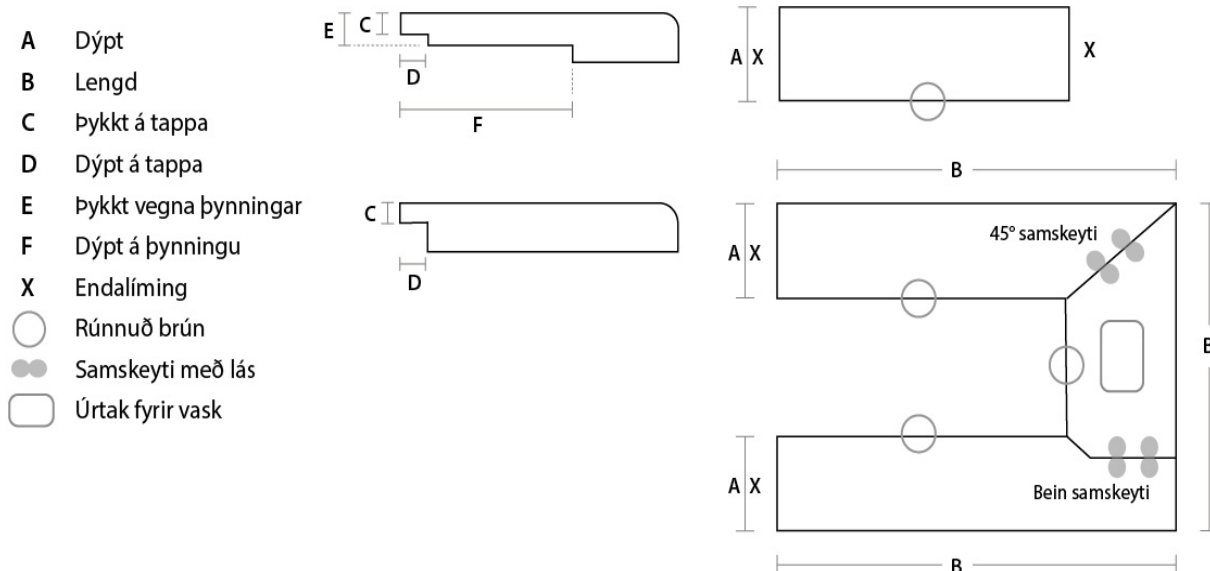 A Dýpt
B Lengd
C Þykkt á tappa
D Dýpt á tappa
E Þykkt vegna þynningar
F Dýpt á þynningu
X Endalíming
Rúnnuð brún
Samskeyti með lás
Úrtak fyrir vask
E C
D
F
C
D
A X X
B
A X
45° samskeyti
B
A X
Bein samskeyti
B